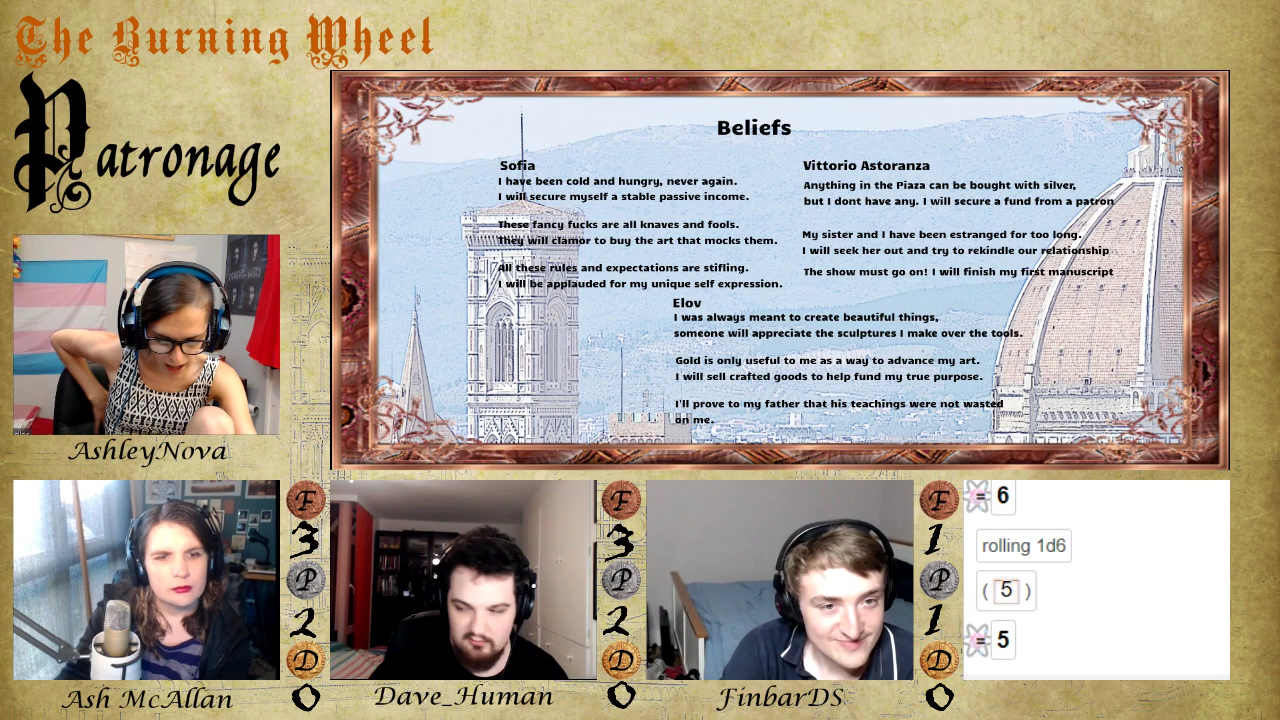 The Burning Wheel
Patronage
Beliefs
Sofia
I have been cold and hungry, never again.
I will secure myself a stable passive income.
These fancy fucks are all knaves and fools.
They will clamor to buy the art that mocks them.
All these rules and expectations are stifling.
I will be applauded for my unique self expression.
Vittorio Astoranza
Anything in the Piaza can be bought with silver,
but I dont have any. I will secure a fund from a patron
My sister and I have been estranged for too long.
I will seek her out and try to rekindle our relationship
The show must go on! I will finish my first manuscript
Elov
I was always meant to create beautiful things,
someone will appreciate the sculptures I make over the tools.
Gold is only useful to me as a way to advance my art.
I will sell crafted goods to help fund my true purpose.
I'll prove to my father that his teachings were not wasted
on me.
AshleyNova
F
3
P
2
D
0
Ash McAllan
F
3
P
2
D
0
Dave_Human
F
1
P
1
D
0
FinbarDS
= 6
rolling 1d6
( 5 )
= 5